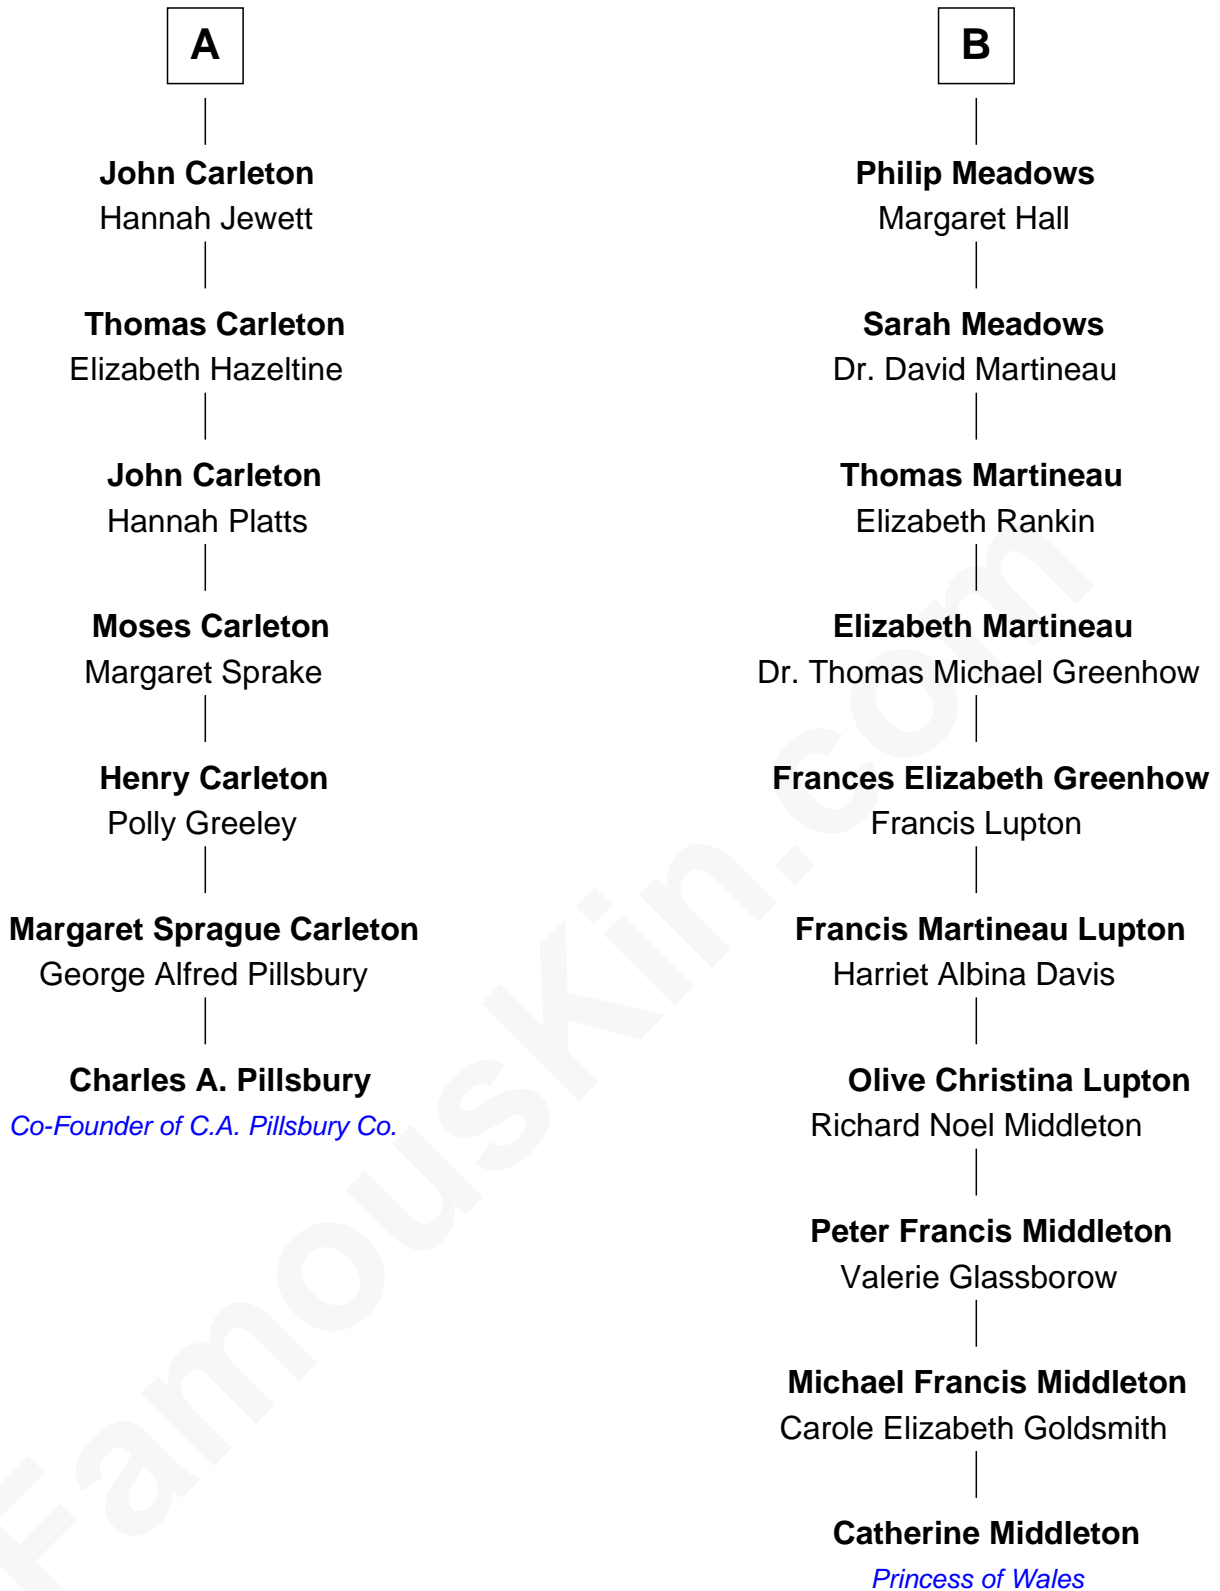 A
John Carleton
Hannah Jewett
Thomas Carleton
Elizabeth Hazeltine
John Carleton
Hannah Platts
Moses Carleton
Margaret Sprake
Henry Carleton
Polly Greeley
Margaret Sprague Carleton
George Alfred Pillsbury
Charles A. Pillsbury
Co-Founder of C.A. Pillsbury Co.
B
Philip Meadows
Margaret Hall
Sarah Meadows
Dr. David Martineau
Thomas Martineau
Elizabeth Rankin
Elizabeth Martineau
Dr. Thomas Michael Greenhow
Frances Elizabeth Greenhow
Francis Lupton
Francis Martineau Lupton
Harriet Albina Davis
Olive Christina Lupton
Richard Noel Middleton
Peter Francis Middleton
Valerie Glassborow
Michael Francis Middleton
Carole Elizabeth Goldsmith
Catherine Middleton
Princess of Wales
FamousKin.com